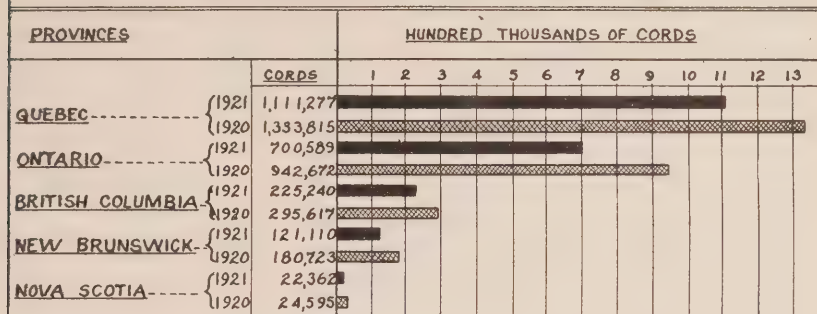 PROVINCES HUNDRED THOUSANDS OF CORDS
CORDS 1 2 3 4 5 6 7 8 9 10 11 12 13
QUEBEC {1921 1,111,277
{1920 1,333,815
ONTARIO {1921 700,589
{1920 942,672
BRITISH COLUMBIA {1921 225,240
{1920 295,617
NEW BRUNSWICK {1921 121,110
{1920 180,723
NOVA SCOTIA {1921 22,362
{1920 24,595